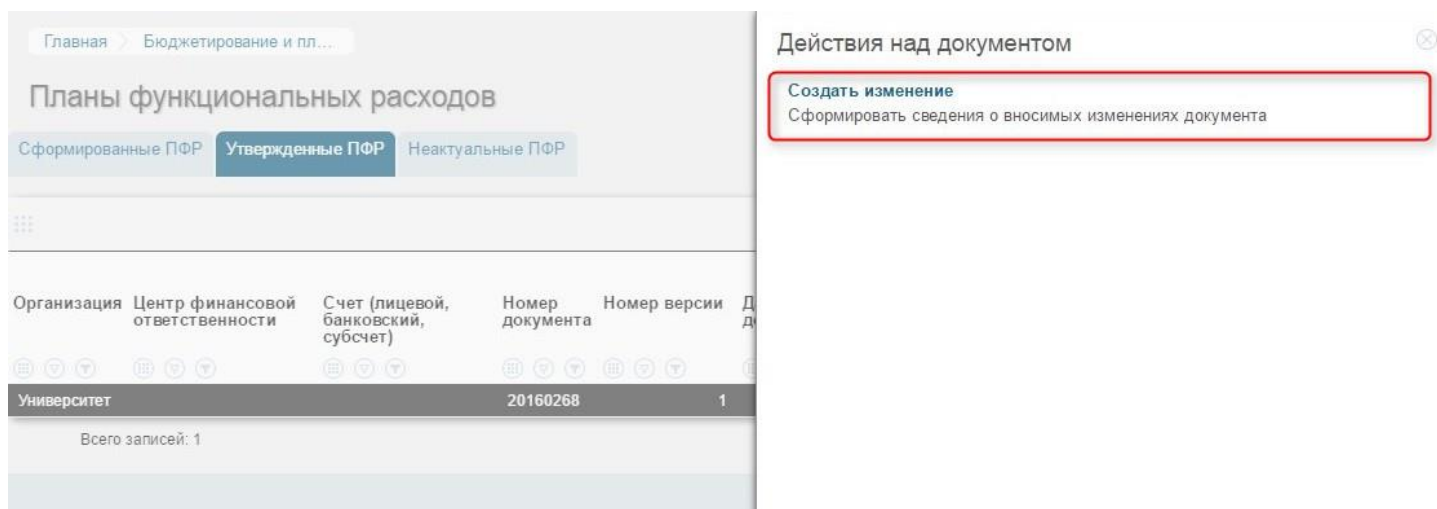 Главная Бюджетирование и пл...
Планы функциональных расходов
Сформированные ПФР Утвержденные ПФР Неактуальные ПФР
Организация Центр финансовой ответственности Счет (лицевой, банковский, субсчет) Номер документа Номер версии
Университет 20160268 1
Всего записей: 1
Действия над документом
Создать изменение
Сформировать сведения о вносимых изменениях документа